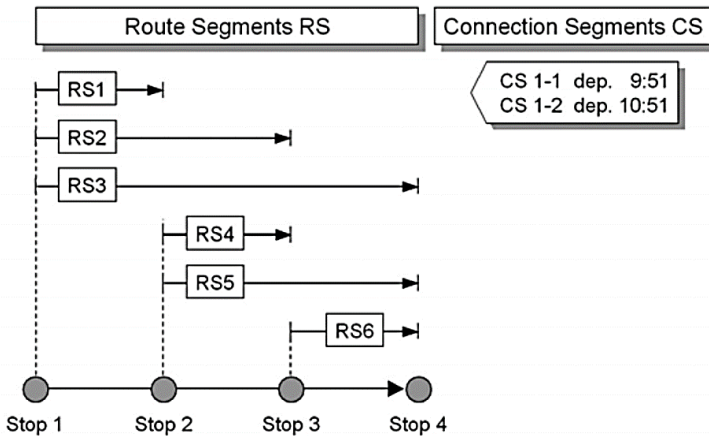 Route Segments RS
Connection Segments CS
CS 1-1 dep. 9:51
CS 1-2 dep. 10:51
RS1
RS2
RS3
RS4
RS5
RS6
Stop 1 Stop 2 Stop 3 Stop 4